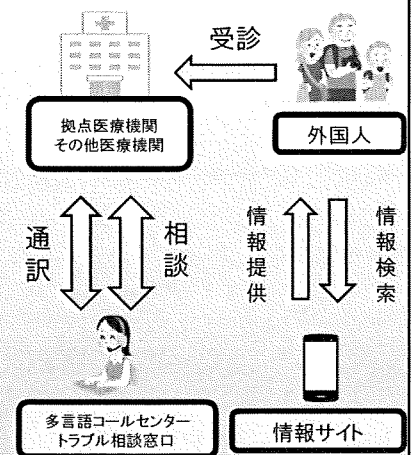 受診
拠点医療機関
その他医療機関
外国人
通訳
相談
情報提供
情報検索
多言語コールセンター
トラブル相談窓口
情報サイト